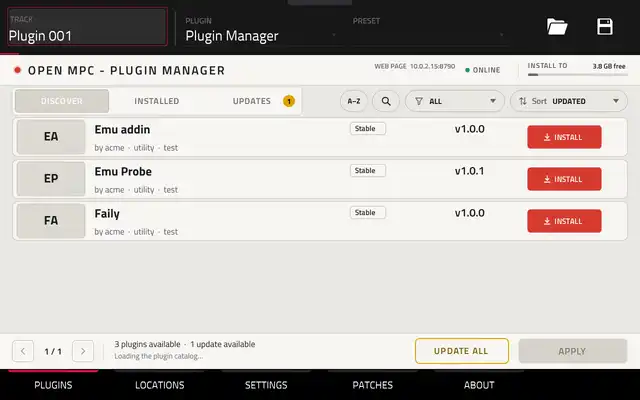 TRACK
Plugin 001
PLUGIN
Plugin Manager
PRESET
OPEN MPC - PLUGIN MANAGER
WEB PAGE 10.0.2.15:8790
ONLINE
INSTALL TO
3.8 GB free
DISCOVER
INSTALLED
UPDATES
1
A–Z
ALL
Sort UPDATED
EA
Emu addin
by acme · utility · test
Stable
v1.0.0
INSTALL
EP
Emu Probe
by acme · utility · test
Stable
v1.0.1
INSTALL
FA
Faily
by acme · utility · test
Stable
v1.0.0
INSTALL
1 / 1
3 plugins available · 1 update available
Loading the plugin catalog...
UPDATE ALL
APPLY
PLUGINS
LOCATIONS
SETTINGS
PATCHES
ABOUT